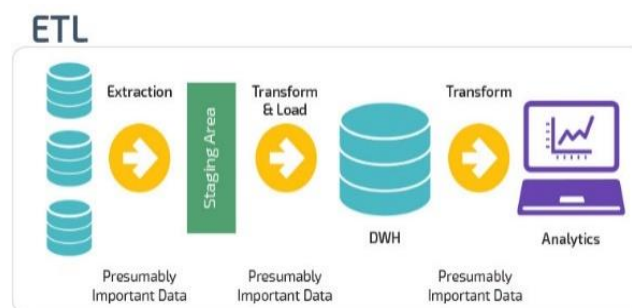 ETL
Extraction
Staging Area
Transform
& Load
DWH
Transform
Analytics
Presumably
Important Data
Presumably
Important Data
Presumably
Important Data